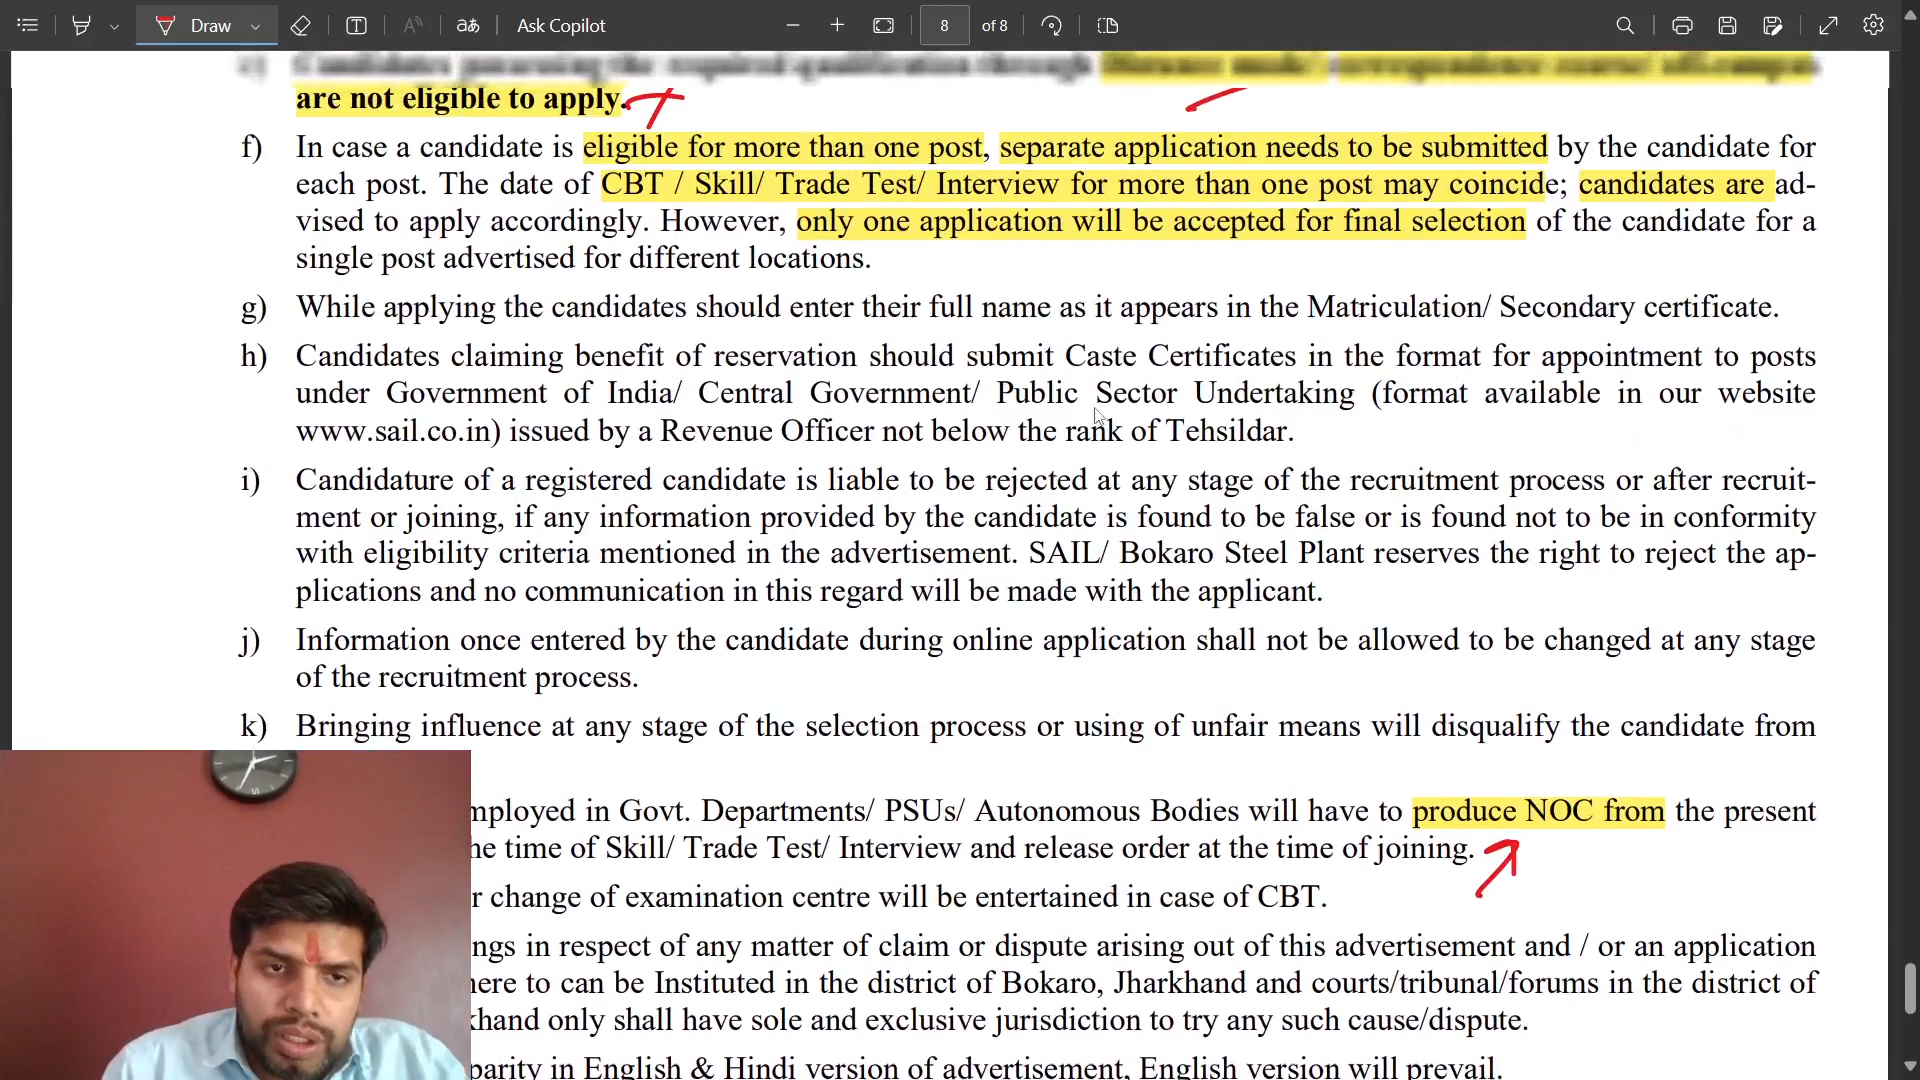 Draw
aあ
Ask Copilot
8 of 8
are not eligible to apply.
f) In case a candidate is eligible for more than one post, separate application needs to be submitted by the candidate for
each post. The date of CBT / Skill/ Trade Test/ Interview for more than one post may coincide; candidates are ad-
vised to apply accordingly. However, only one application will be accepted for final selection of the candidate for a
single post advertised for different locations.
g) While applying the candidates should enter their full name as it appears in the Matriculation/ Secondary certificate.
h) Candidates claiming benefit of reservation should submit Caste Certificates in the format for appointment to posts
under Government of India/ Central Government/ Public Sector Undertaking (format available in our website
www.sail.co.in) issued by a Revenue Officer not below the rank of Tehsildar.
i) Candidature of a registered candidate is liable to be rejected at any stage of the recruitment process or after recruit-
ment or joining, if any information provided by the candidate is found to be false or is found not to be in conformity
with eligibility criteria mentioned in the advertisement. SAIL/ Bokaro Steel Plant reserves the right to reject the ap-
plications and no communication in this regard will be made with the applicant.
j) Information once entered by the candidate during online application shall not be allowed to be changed at any stage
of the recruitment process.
k) Bringing influence at any stage of the selection process or using of unfair means will disqualify the candidate from
mployed in Govt. Departments/ PSUs/ Autonomous Bodies will have to produce NOC from the present
he time of Skill/ Trade Test/ Interview and release order at the time of joining.
r change of examination centre will be entertained in case of CBT.
ngs in respect of any matter of claim or dispute arising out of this advertisement and / or an application
here to can be Instituted in the district of Bokaro, Jharkhand and courts/tribunal/forums in the district of
khand only shall have sole and exclusive jurisdiction to try any such cause/dispute.
parity in English & Hindi version of advertisement, English version will prevail.